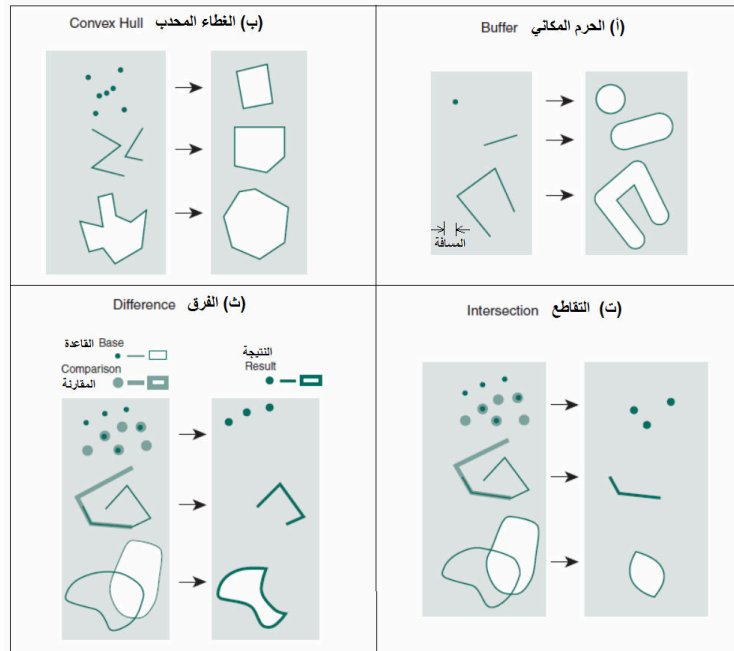 (أ) الحرم المكاني Buffer
المسافة
(ب) الغطاء المحدب Convex Hull
(ت) التقاطع Intersection
(ث) الفرق Difference
القاعدة Base
Comparison
المقارنة
النتيجة
Result